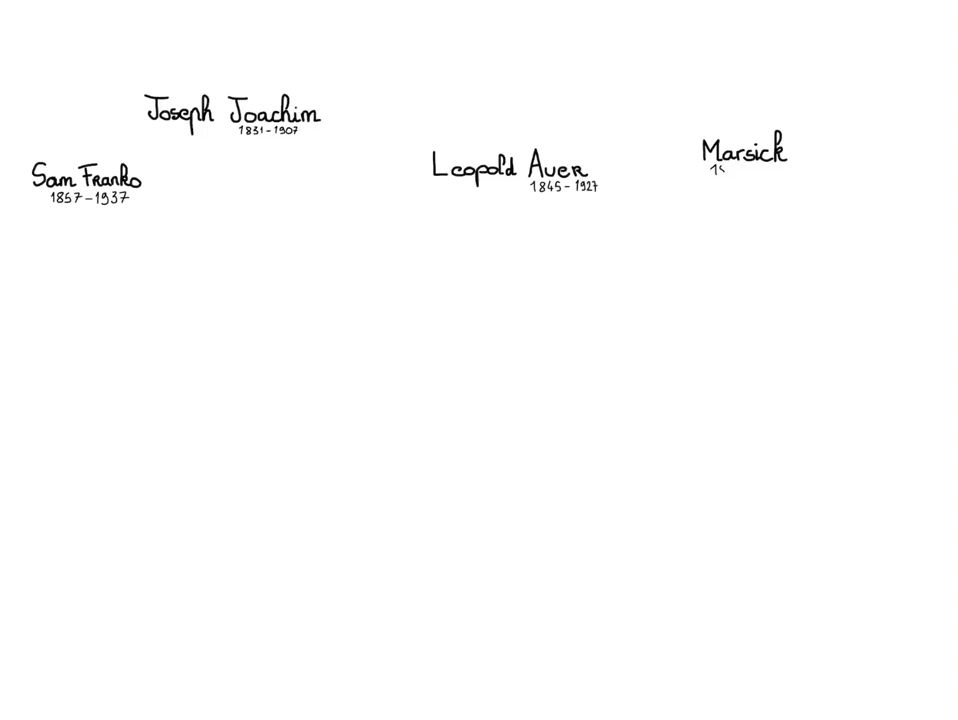 Joseph Joachim
1831-1907
Sam Franko
1857-1937
Leopold Auer
1845-1927
Marsick